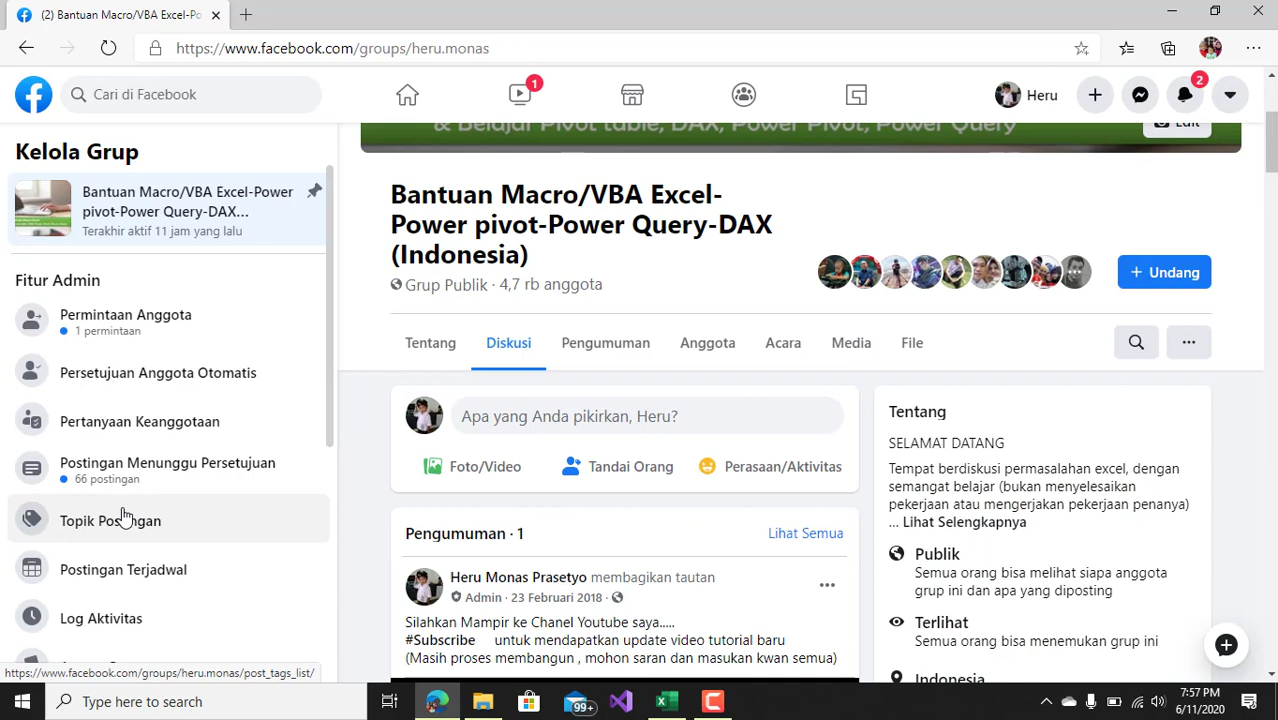 (2) Bantuan Macro/VBA Excel-Po
https://www.facebook.com/groups/heru.monas
Cari di Facebook
1
Heru
2
& Belajar Pivot table, DAX, Power Pivot, Power Query
Edit
Kelola Grup
Bantuan Macro/VBA Excel-Power
pivot-Power Query-DAX...
Terakhir aktif 11 jam yang lalu
Fitur Admin
Permintaan Anggota
1 permintaan
Persetujuan Anggota Otomatis
Pertanyaan Keanggotaan
Postingan Menunggu Persetujuan
66 postingan
Topik Postingan
Postingan Terjadwal
Log Aktivitas
https://www.facebook.com/groups/heru.monas/post_tags_list/
Bantuan Macro/VBA Excel-
Power pivot-Power Query-DAX
(Indonesia)
Grup Publik · 4,7 rb anggota
+ Undang
Tentang
Diskusi
Pengumuman
Anggota
Acara
Media
File
Apa yang Anda pikirkan, Heru?
Foto/Video
Tandai Orang
Perasaan/Aktivitas
Pengumuman · 1
Lihat Semua
Heru Monas Prasetyo membagikan tautan
Admin · 23 Februari 2018 ·
Silahkan Mampir ke Chanel Youtube saya.....
#Subscribe untuk mendapatkan update video tutorial baru
(Masih proses membangun , mohon saran dan masukan kwan semua)
Tentang
SELAMAT DATANG
Tempat berdiskusi permasalahan excel, dengan
semangat belajar (bukan menyelesaikan
pekerjaan atau mengerjakan pekerjaan penanya)
... Lihat Selengkapnya
Publik
Semua orang bisa melihat siapa anggota
grup ini dan apa yang diposting
Terlihat
Semua orang bisa menemukan grup ini
Indonesia
Type here to search
99+
7:57 PM
6/11/2020